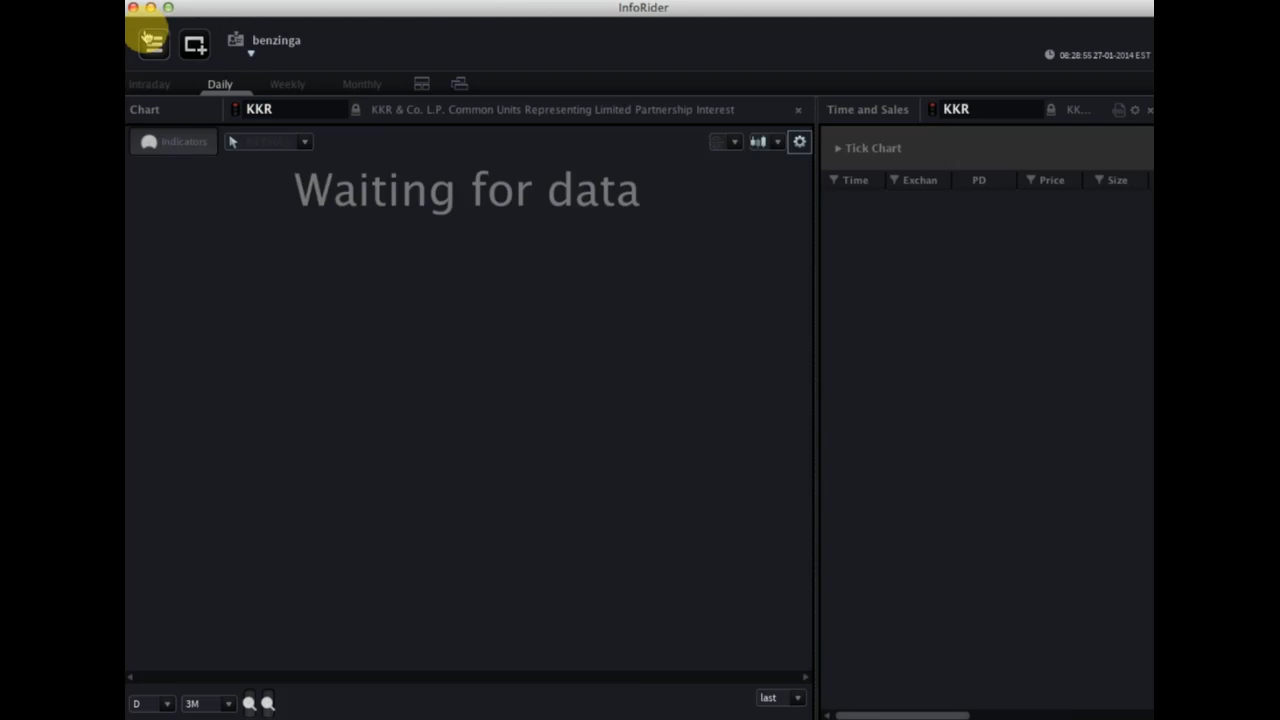 InfoRider
benzinga
08:28:55 27-01-2014 EST
Intraday Daily Weekly Monthly
Chart KKR KKR & Co. L.P. Common Units Representing Limited Partnership Interest Time and Sales KKR KK...
Indicators
Tick Chart
Waiting for data
Time Exchan PD Price Size
D 3M last